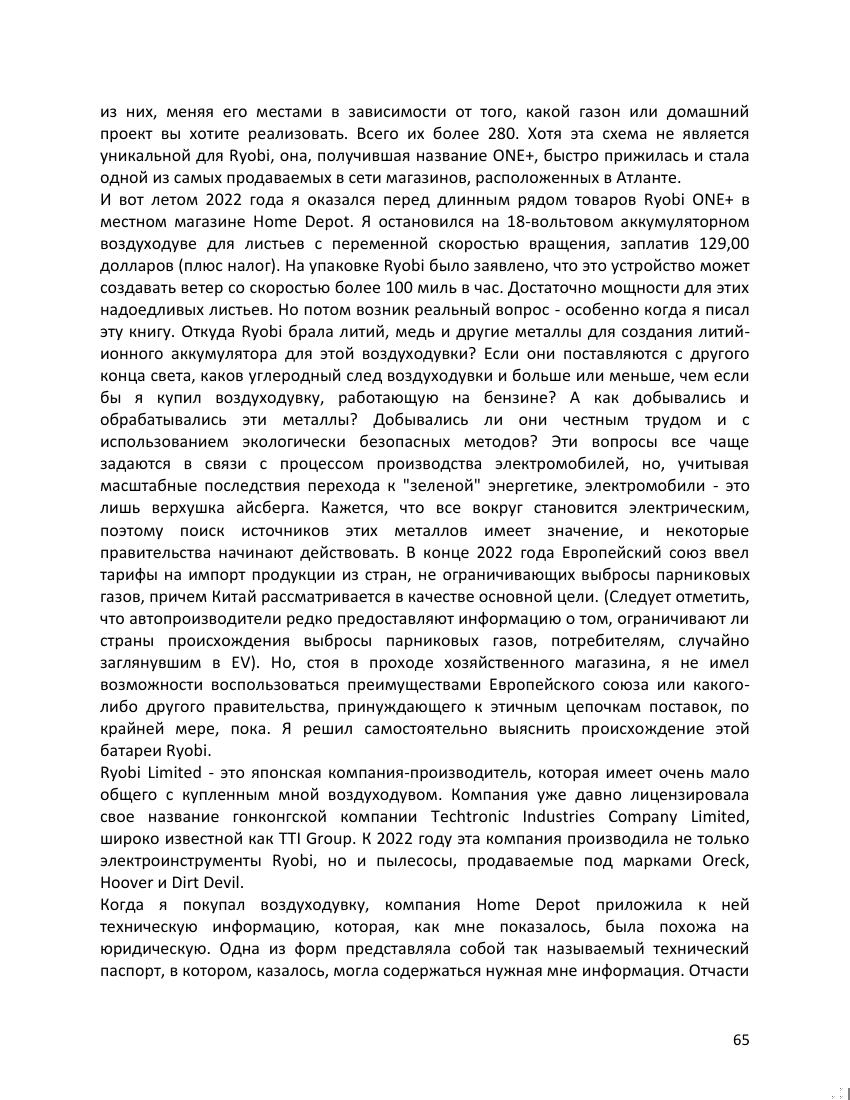 из них, меняя его местами в зависимости от того, какой газон или домашний
проект вы хотите реализовать. Всего их более 280. Хотя эта схема не является
уникальной для Ryobi, она, получившая название ONE+, быстро прижилась и стала
одной из самых продаваемых в сети магазинов, расположенных в Атланте.
И вот летом 2022 года я оказался перед длинным рядом товаров Ryobi ONE+ в
местном магазине Home Depot. Я остановился на 18-вольтовом аккумуляторном
воздуходуве для листьев с переменной скоростью вращения, заплатив 129,00
долларов (плюс налог). На упаковке Ryobi было заявлено, что это устройство может
создавать ветер со скоростью более 100 миль в час. Достаточно мощности для этих
надоедливых листьев. Но потом возник реальный вопрос - особенно когда я писал
эту книгу. Откуда Ryobi брала литий, медь и другие металлы для создания литий-
ионного аккумулятора для этой воздуходувки? Если они поставляются с другого
конца света, каков углеродный след воздуходувки и больше или меньше, чем если
бы я купил воздуходувку, работающую на бензине? А как добывались и
обрабатывались эти металлы? Добывались ли они честным трудом и с
использованием экологически безопасных методов? Эти вопросы все чаще
задаются в связи с процессом производства электромобилей, но, учитывая
масштабные последствия перехода к "зеленой" энергетике, электромобили - это
лишь верхушка айсберга. Кажется, что все вокруг становится электрическим,
поэтому поиск источников этих металлов имеет значение, и некоторые
правительства начинают действовать. В конце 2022 года Европейский союз ввел
тарифы на импорт продукции из стран, не ограничивающих выбросы парниковых
газов, причем Китай рассматривается в качестве основной цели. (Следует отметить,
что автопроизводители редко предоставляют информацию о том, ограничивают ли
страны происхождения выбросы парниковых газов, потребителям, случайно
заглянувшим в EV). Но, стоя в проходе хозяйственного магазина, я не имел
возможности воспользоваться преимуществами Европейского союза или какого-
либо другого правительства, принуждающего к этичным цепочкам поставок, по
крайней мере, пока. Я решил самостоятельно выяснить происхождение этой
батареи Ryobi.
Ryobi Limited - это японская компания-производитель, которая имеет очень мало
общего с купленным мной воздуходувом. Компания уже давно лицензировала
свое название гонконгской компании Techtronic Industries Company Limited,
широко известной как TTI Group. К 2022 году эта компания производила не только
электроинструменты Ryobi, но и пылесосы, продаваемые под марками Oreck,
Hoover и Dirt Devil.
Когда я покупал воздуходувку, компания Home Depot приложила к ней
техническую информацию, которая, как мне показалось, была похожа на
юридическую. Одна из форм представляла собой так называемый технический
паспорт, в котором, казалось, могла содержаться нужная мне информация. Отчасти
65